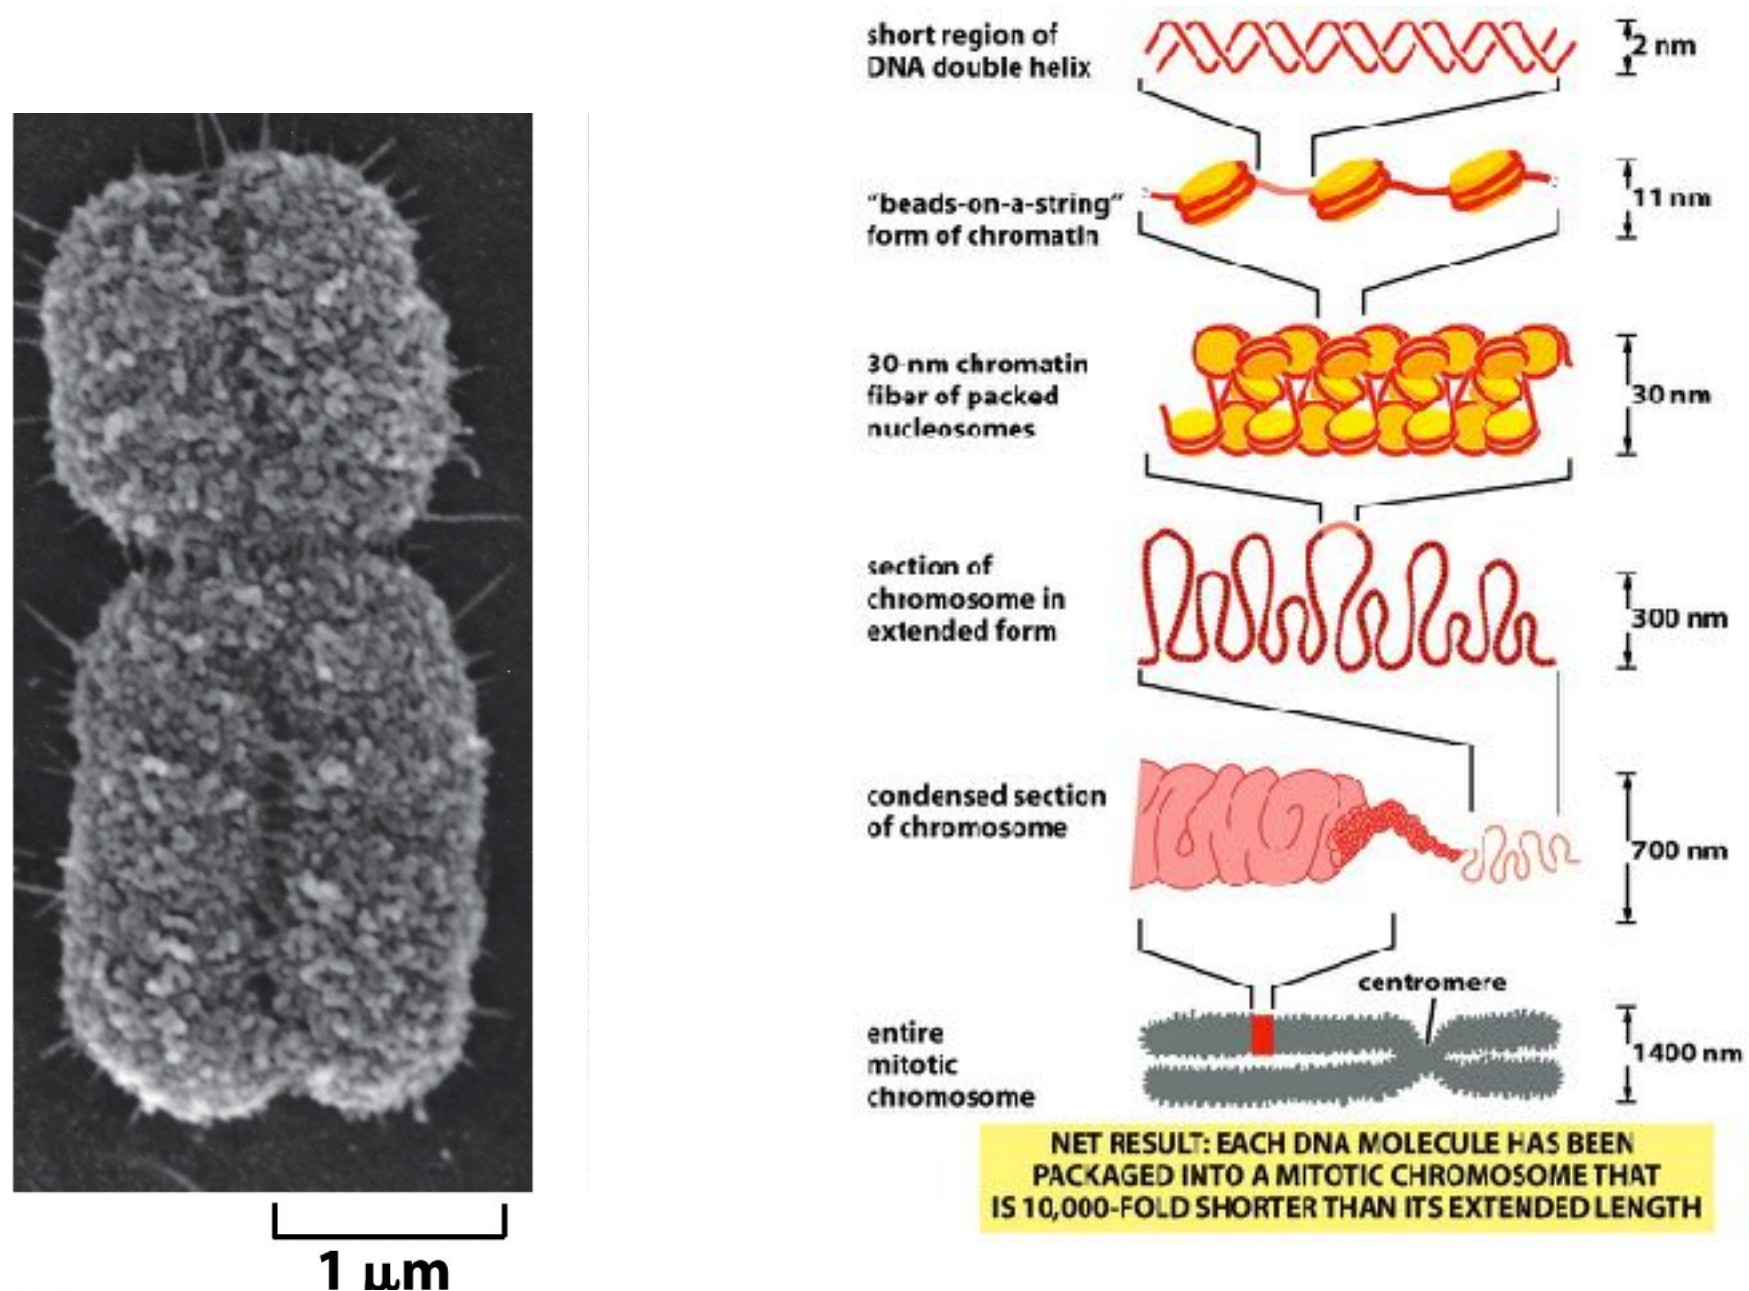 short region of
DNA double helix
2 nm
“beads-on-a-string”
form of chromatin
11 nm
30-nm chromatin
fiber of packed
nucleosomes
30 nm
section of
chromosome in
extended form
300 nm
condensed section
of chromosome
700 nm
centromere
entire
mitotic
chromosome
1400 nm
NET RESULT: EACH DNA MOLECULE HAS BEEN
PACKAGED INTO A MITOTIC CHROMOSOME THAT
IS 10,000-FOLD SHORTER THAN ITS EXTENDED LENGTH
1 μm